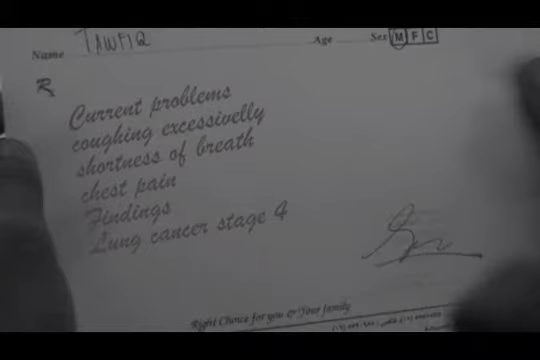 Name TAWFIQ Age Sex M F C
Rx
Current problems
coughing excessivelly
shortness of breath
chest pain
Findings
Lung cancer stage 4
Right Choice for you & Your family